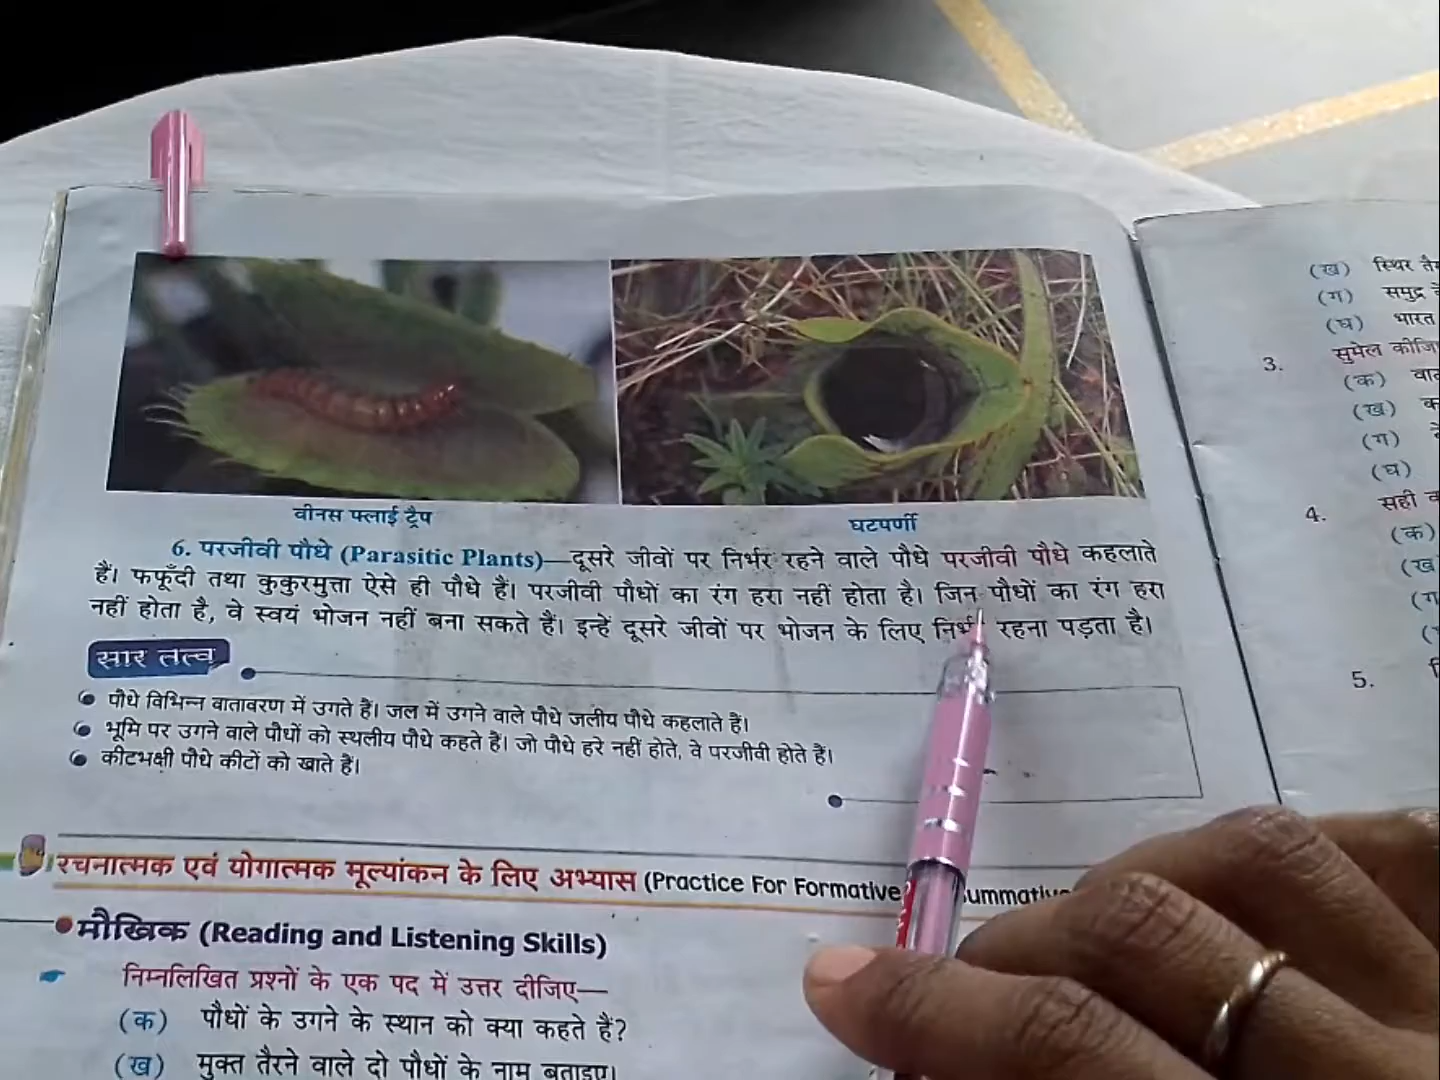 वीनस फ्लाई ट्रैप
घटपर्णी
6. परजीवी पौधे (Parasitic Plants)—दूसरे जीवों पर निर्भर रहने वाले पौधे परजीवी पौधे कहलाते
हैं। फफूँदी तथा कुकुरमुत्ता ऐसे ही पौधे हैं। परजीवी पौधों का रंग हरा नहीं होता है। जिन पौधों का रंग हरा
नहीं होता है, वे स्वयं भोजन नहीं बना सकते हैं। इन्हें दूसरे जीवों पर भोजन के लिए निर्भर रहना पड़ता है।
सार तत्व
पौधे विभिन्न वातावरण में उगते हैं। जल में उगने वाले पौधे जलीय पौधे कहलाते हैं।
भूमि पर उगने वाले पौधों को स्थलीय पौधे कहते हैं। जो पौधे हरे नहीं होते, वे परजीवी होते हैं।
कीटभक्षी पौधे कीटों को खाते हैं।
रचनात्मक एवं योगात्मक मूल्यांकन के लिए अभ्यास (Practice For Formative
मौखिक (Reading and Listening Skills)
निम्नलिखित प्रश्नों के एक पद में उत्तर दीजिए—
(क) पौधों के उगने के स्थान को क्या कहते हैं?
(ख) मुक्त तैरने वाले दो पौधों के नाम बताइए।
(ख) स्थिर
(ग) समुद्र
(घ) भारत
3. सुमेल
(क)
(ख)
(ग)
(घ)
4. सही
(क)
5.